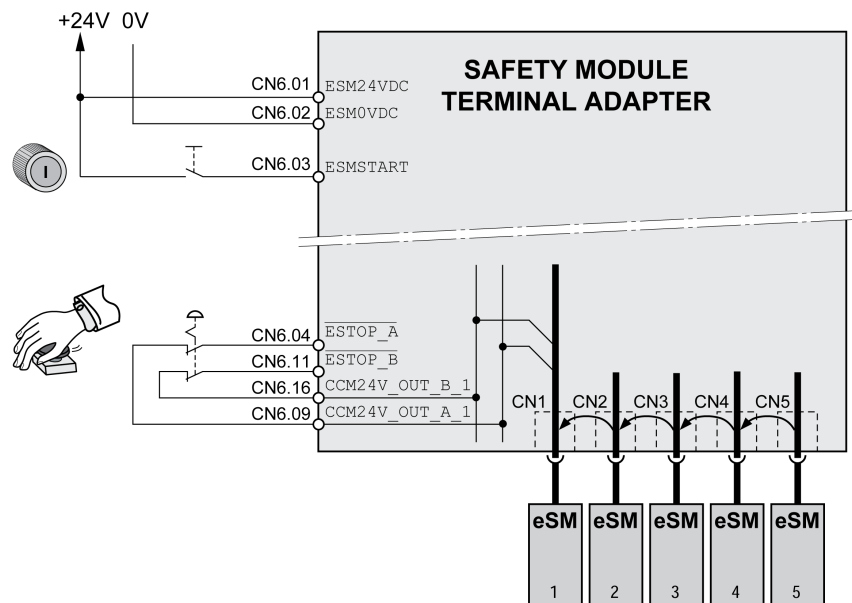 +24V 0V
SAFETY MODULE
TERMINAL ADAPTER
CN6.01 ESM24VDC
CN6.02 ESM0VDC
I
CN6.03 ESMSTART
CN6.04 ESTOP_A
CN6.11 ESTOP_B
CN6.16 CCM24V_OUT_B_1
CN6.09 CCM24V_OUT_A_1
CN1 CN2 CN3 CN4 CN5
eSM eSM eSM eSM eSM
1 2 3 4 5